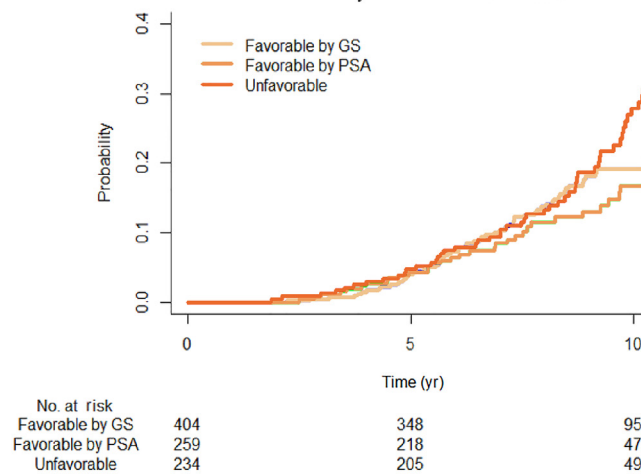 0.4
0.3
0.2
0.1
0.0
Probability
Favorable by GS
Favorable by PSA
Unfavorable
0 5 10
Time (yr)
No. at risk
Favorable by GS 404 348 95
Favorable by PSA 259 218 47
Unfavorable 234 205 49